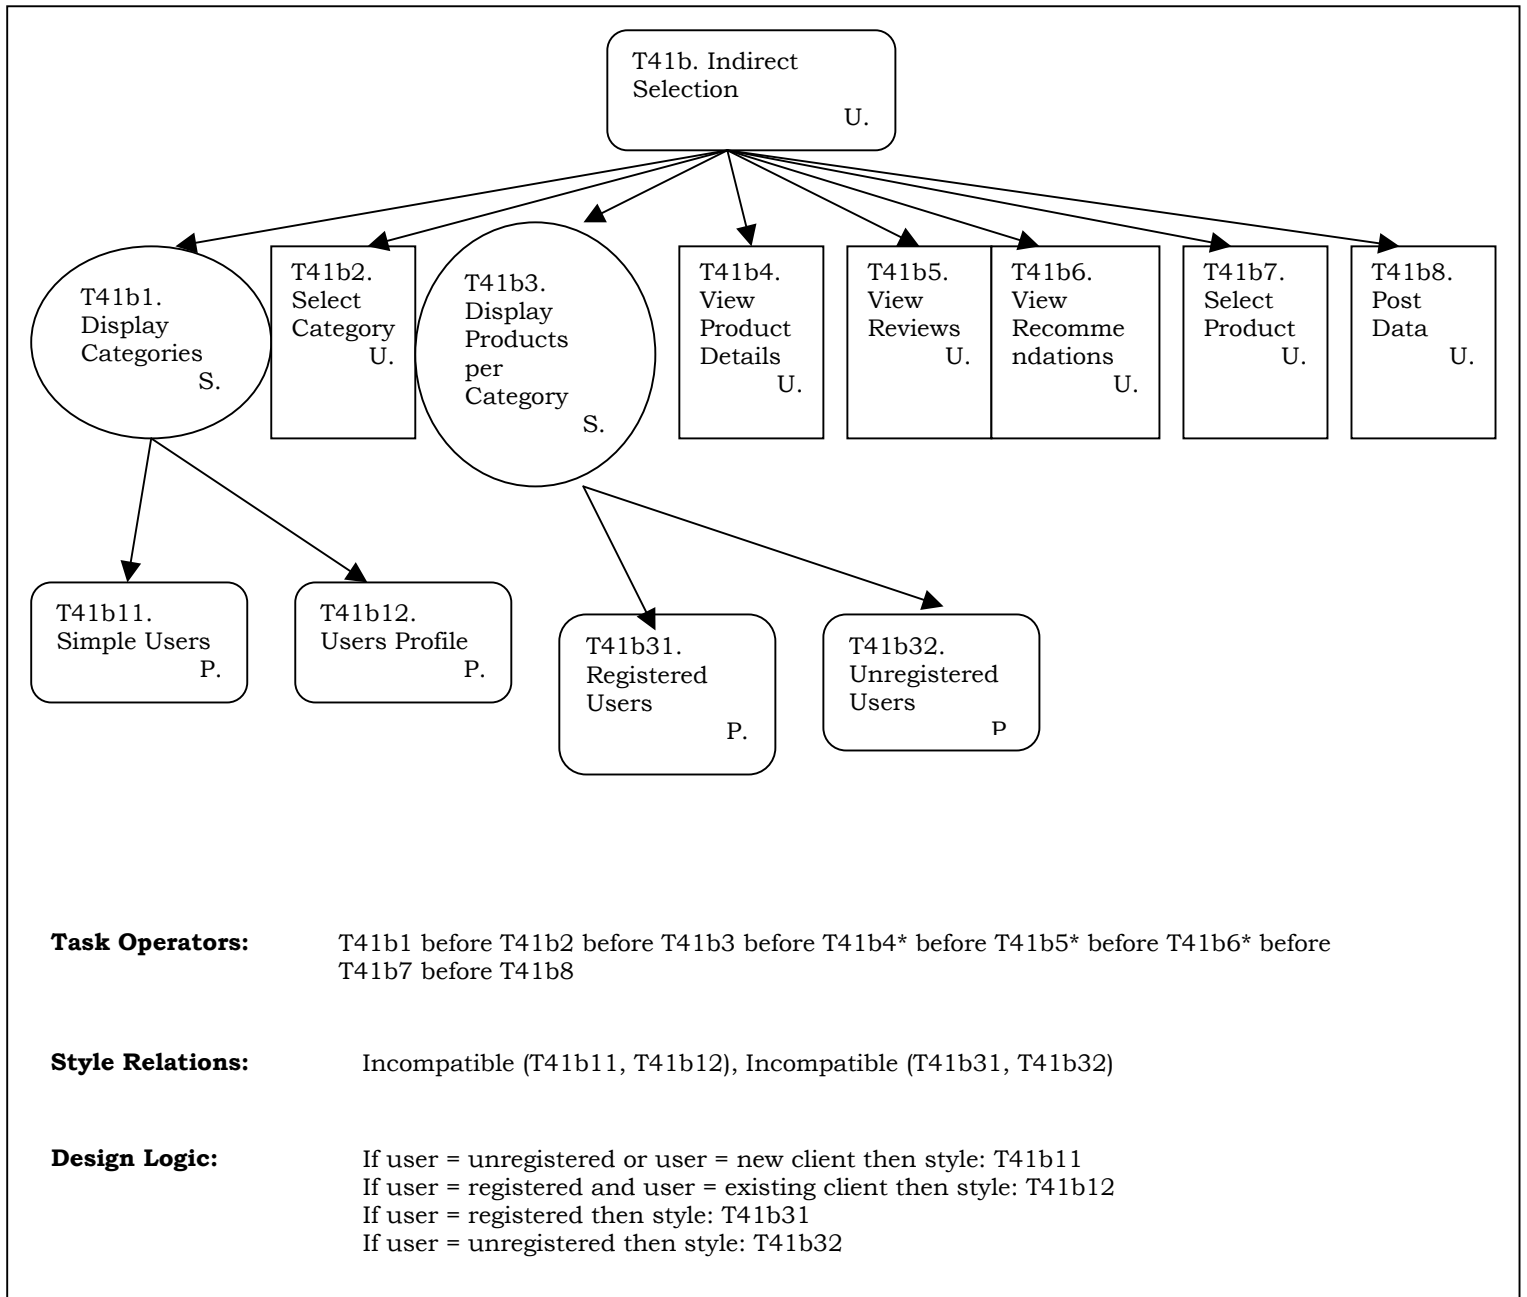 T41b. Indirect
Selection
U.
T41b1.
Display
Categories
S.
T41b2.
Select
Category
U.
T41b3.
Display
Products
per
Category
S.
T41b4.
View
Product
Details
U.
T41b5.
View
Reviews
U.
T41b6.
View
Recomme
ndations
U.
T41b7.
Select
Product
U.
T41b8.
Post
Data
U.
T41b11.
Simple Users
P.
T41b12.
Users Profile
P.
T41b31.
Registered
Users
P.
T41b32.
Unregistered
Users
P
Task Operators: T41b1 before T41b2 before T41b3 before T41b4* before T41b5* before T41b6* before
T41b7 before T41b8
Style Relations: Incompatible (T41b11, T41b12), Incompatible (T41b31, T41b32)
Design Logic: If user = unregistered or user = new client then style: T41b11
If user = registered and user = existing client then style: T41b12
If user = registered then style: T41b31
If user = unregistered then style: T41b32